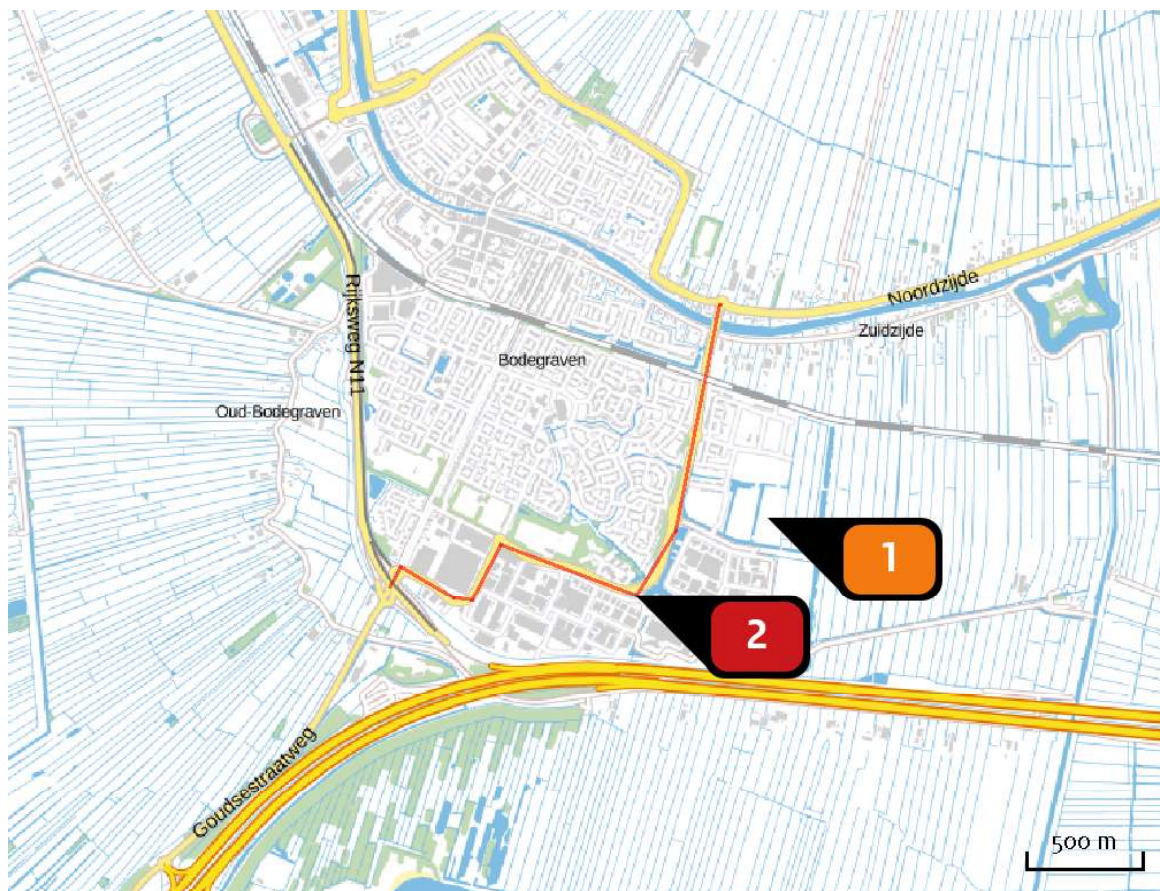 Noordzijde
Zuidzijde
Rijksweg N11
Bodegraven
Oud-Bodegraven
1
2
Goudsestraatweg
500 m